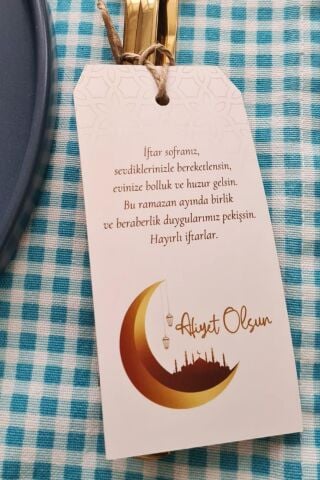 İftar sofranız,
sevdiklerinizle bereketlensin,
evinize bolluk ve huzur gelsin.
Bu ramazan ayında birlik
ve beraberlik duygularımız pekişsin.
Hayırlı iftarlar.
Afiyet Olsun